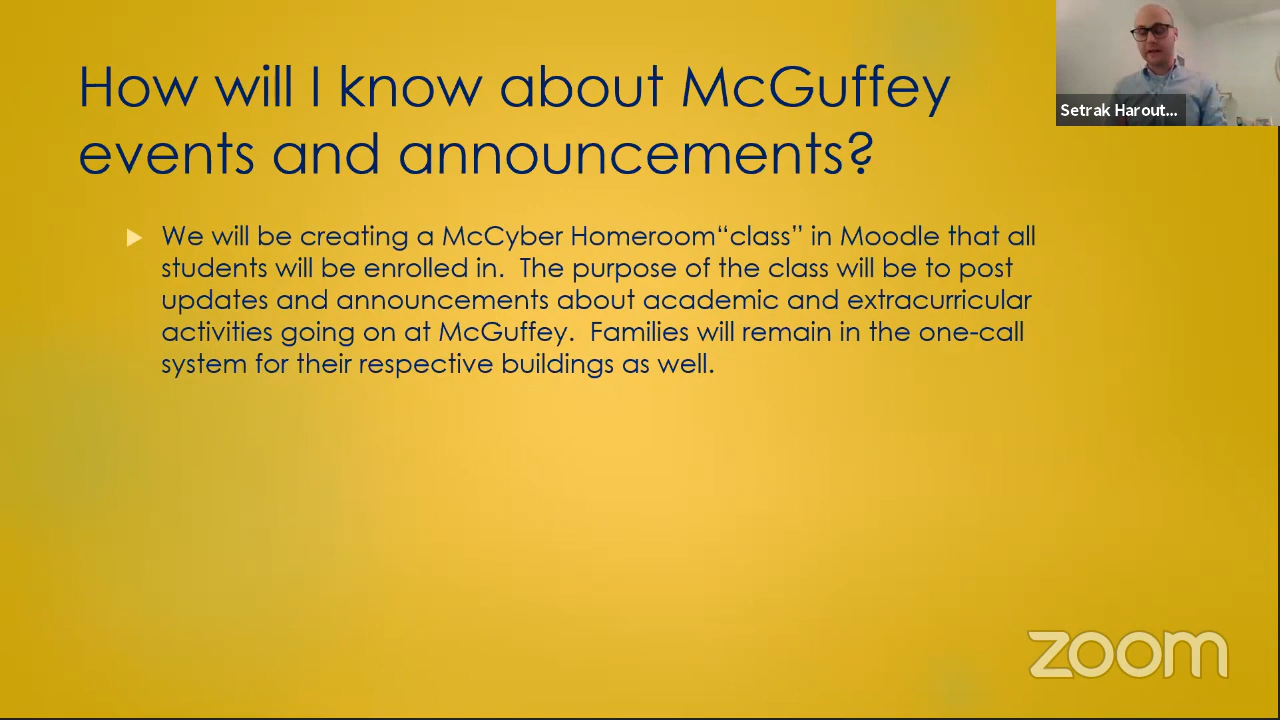 How will I know about McGuffey
events and announcements?
Setrak Harout...
We will be creating a McCyber Homeroom“class” in Moodle that all
students will be enrolled in.  The purpose of the class will be to post
updates and announcements about academic and extracurricular
activities going on at McGuffey.  Families will remain in the one-call
system for their respective buildings as well.
zoom